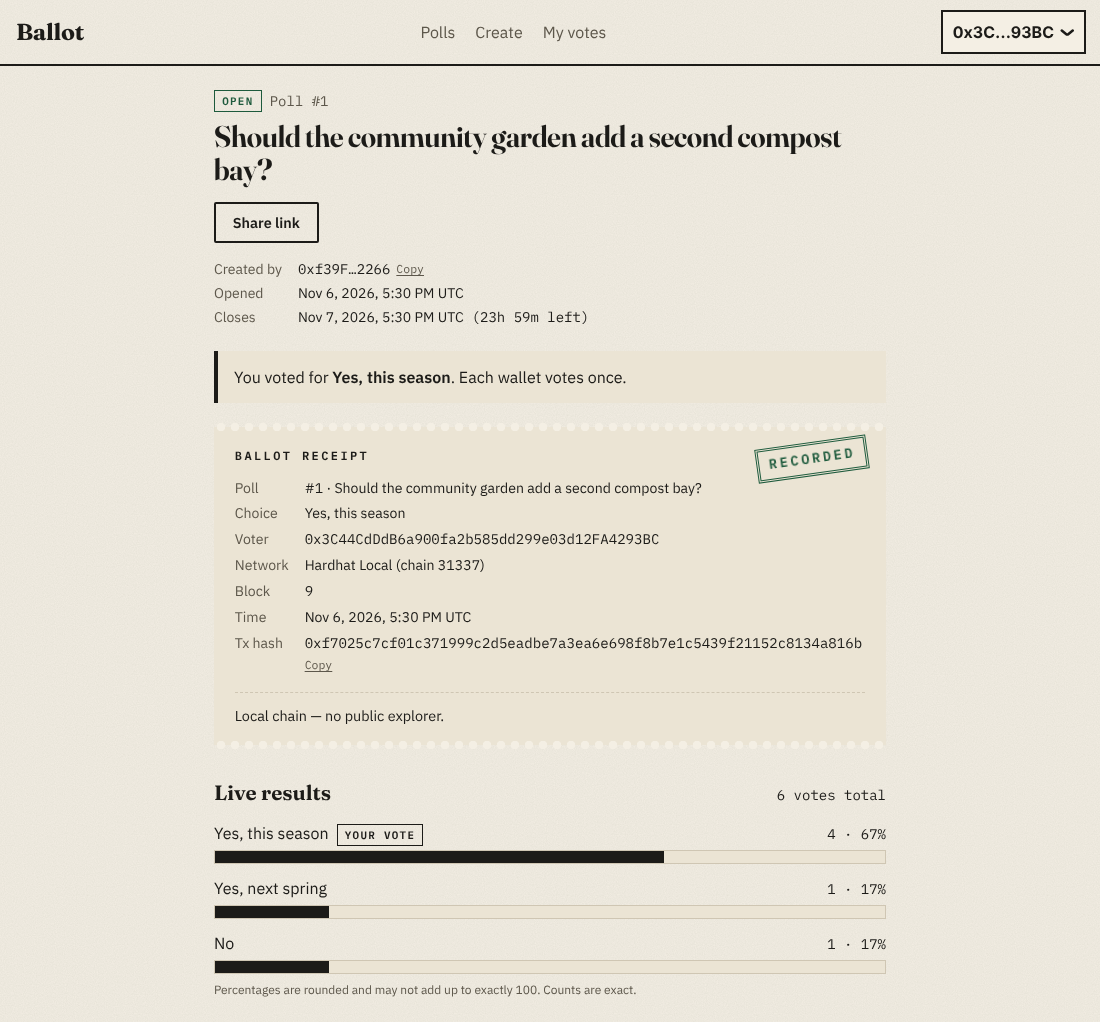 Ballot
Polls Create My votes
0x3C...93BC
OPEN Poll #1
Should the community garden add a second compost
bay?
Share link
Created by 0xf39F…2266 Copy
Opened Nov 6, 2026, 5:30 PM UTC
Closes Nov 7, 2026, 5:30 PM UTC (23h 59m left)
You voted for Yes, this season. Each wallet votes once.
BALLOT RECEIPT
RECORDED
Poll #1 · Should the community garden add a second compost bay?
Choice Yes, this season
Voter 0x3C44CdDdB6a900fa2b585dd299e03d12FA4293BC
Network Hardhat Local (chain 31337)
Block 9
Time Nov 6, 2026, 5:30 PM UTC
Tx hash 0xf7025c7cf01c371999c2d5eadbe7a3ea6e698f8b7e1c5439f21152c8134a816b
Copy
Local chain — no public explorer.
Live results 6 votes total
Yes, this season YOUR VOTE 4 · 67%
Yes, next spring 1 · 17%
No 1 · 17%
Percentages are rounded and may not add up to exactly 100. Counts are exact.